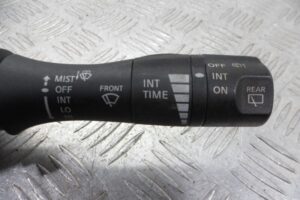 MIST
OFF
INT
LO
FRONT
INT
TIME
OFF
INT
ON
REAR